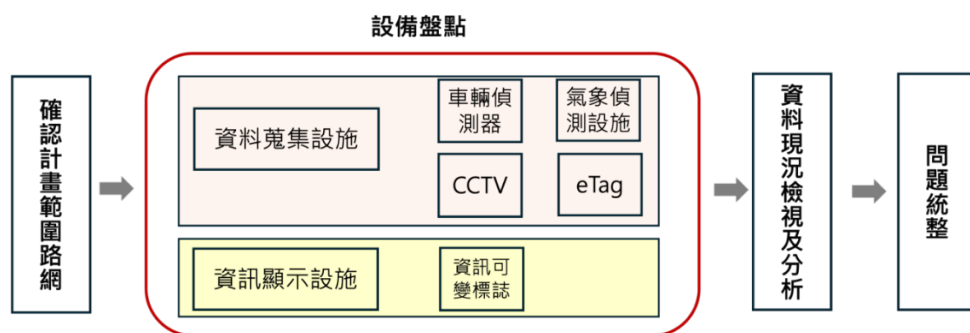 設備盤點
確認計畫範圍路網
資料蒐集設施
車輛偵
測器
氣象偵
測設施
CCTV
eTag
資訊顯示設施
資訊可
變標誌
資料現況檢視及分析
問題統整